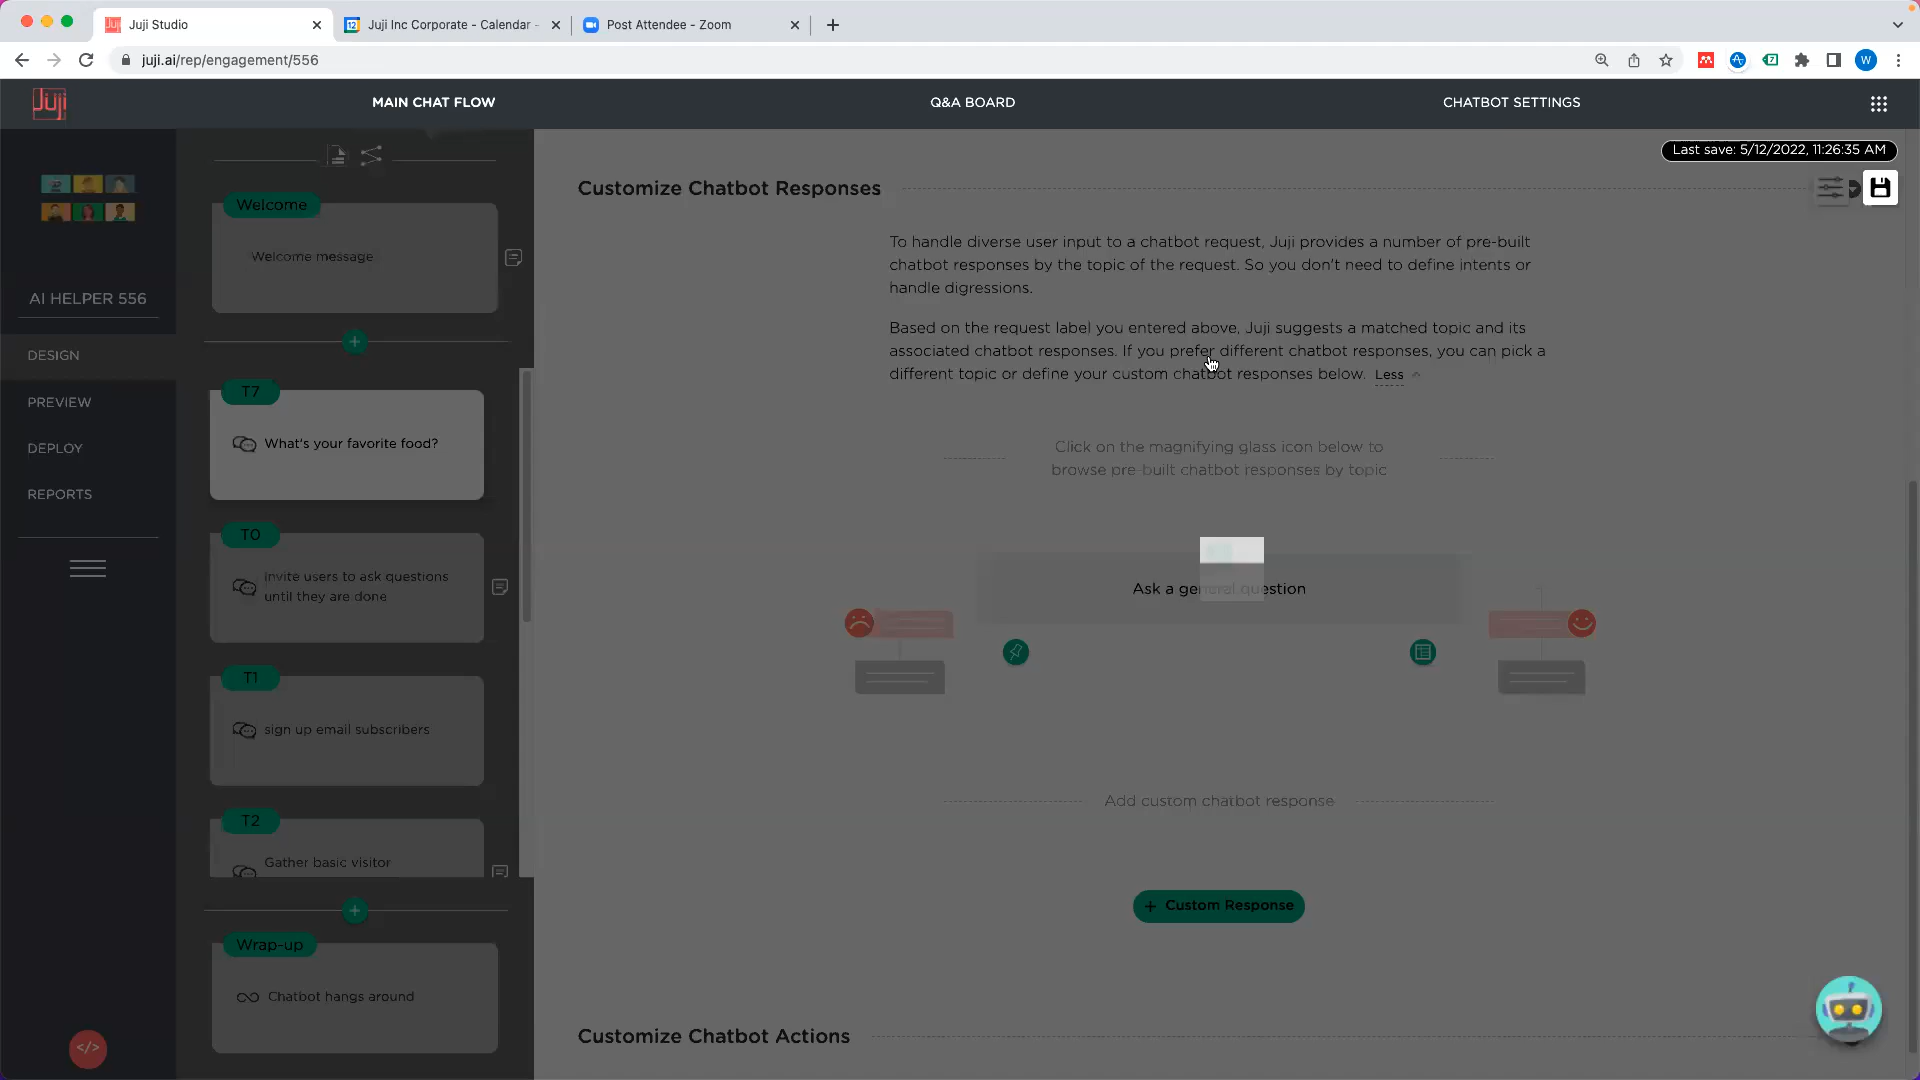 Juji Studio
Juji Inc Corporate - Calendar -
Post Attendee - Zoom
juji.ai/rep/engagement/556
W
Juji
MAIN CHAT FLOW
Q&A BOARD
CHATBOT SETTINGS
Last save: 5/12/2022, 11:26:35 AM
AI HELPER 556
DESIGN
PREVIEW
DEPLOY
REPORTS
</>
Welcome
Welcome message
T7
What's your favorite food?
T0
Invite users to ask questions
until they are done
T1
sign up email subscribers
T2
Gather basic visitor
Wrap-up
Chatbot hangs around
Customize Chatbot Responses
To handle diverse user input to a chatbot request, Juji provides a number of pre-built
chatbot responses by the topic of the request. So you don't need to define intents or
handle digressions.
Based on the request label you entered above, Juji suggests a matched topic and its
associated chatbot responses. If you prefer different chatbot responses, you can pick a
different topic or define your custom chatbot responses below. Less
Click on the magnifying glass icon below to
browse pre-built chatbot responses by topic
Ask a general question
Add custom chatbot response
+ Custom Response
Customize Chatbot Actions